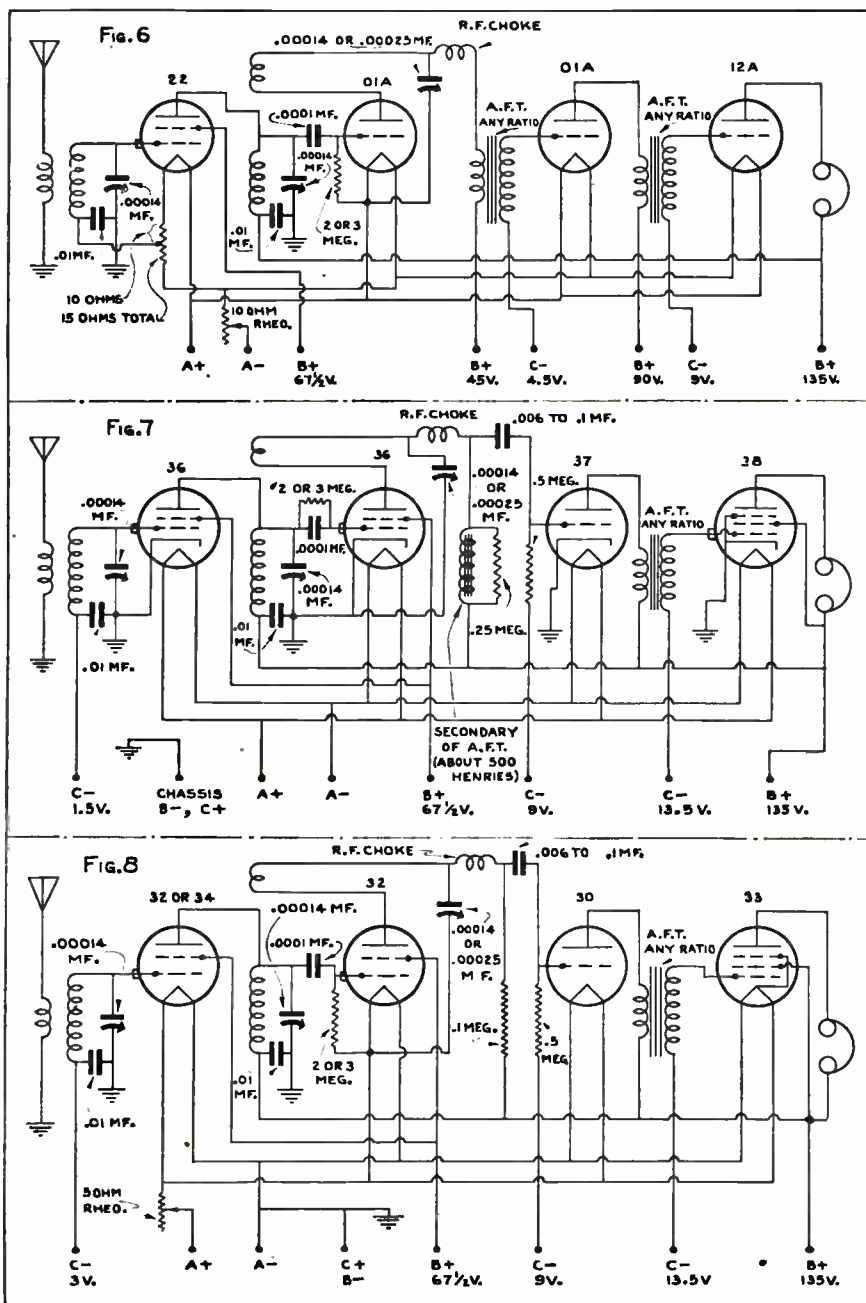 FIG.6
22
.00014 OR .00025 MF.
R.F. CHOKE
01A
01A
12A
.0001 MF.
A.F.T.
ANY RATIO
A.F.T.
ANY RATIO
.00014
MF.
.00014
MF.
.01 MF.
.01
MF.
2 OR 3
MEG.
10 OHMS
15 OHMS TOTAL
10 OHM
RHEO.
A+
A-
B+
67½V.
B+
45V.
C-
4.5V.
B+
90V.
C-
9V.
B+
135V.
FIG.7
R.F. CHOKE
.006 TO .1 MF.
36
36
37
38
.00014
MF.
2 OR 3 MEG.
.0001 MF.
.00014
MF.
.00014
OR
.00025
MF.
.5 MEG.
A.F.T.
ANY RATIO
.01 MF.
.01
MF.
.25 MEG.
SECONDARY
OF A.F.T.
(ABOUT 500
HENRIES)
C-
1.5V.
CHASSIS
B-, C+
A+
A-
B+
67½V.
C-
9V.
C-
13.5V.
B+
135V.
FIG.8
R.F. CHOKE
.006 TO .1 MF.
32 OR 34
32
30
33
.00014
MF.
.00014 MF.
.0001 MF.
.00014
OR
.00025
MF.
A.F.T.
ANY RATIO
.01 MF.
.01
MF.
2 OR 3
MEG.
.1 MEG.
.5
MEG.
5 OHM
RHEO.
C-
3V.
A+
A-
C+
B-
B+
67½V.
C-
9V.
C-
13.5V
B+
135V.